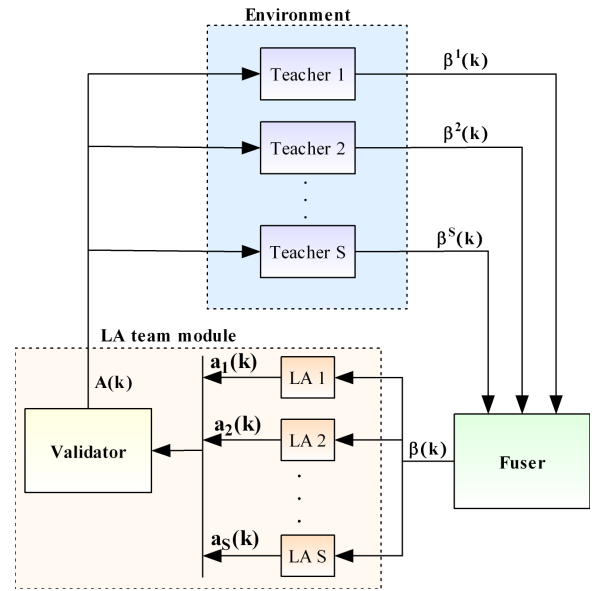 Environment
Teacher 1
β¹(k)
Teacher 2
β²(k)
Teacher S
βˢ(k)
LA team module
A(k)
a₁(k)
LA 1
a₂(k)
LA 2
Validator
β(k)
Fuser
aₛ(k)
LA S